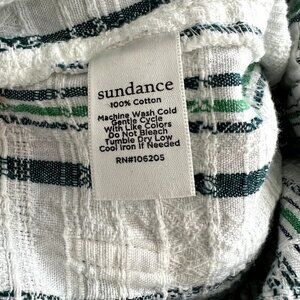 sundance
100% Cotton
Machine Wash Cold
Gentle Cycle
With Like Colors
Do Not Bleach
Tumble Dry Low
Cool Iron If Needed
RN#106205